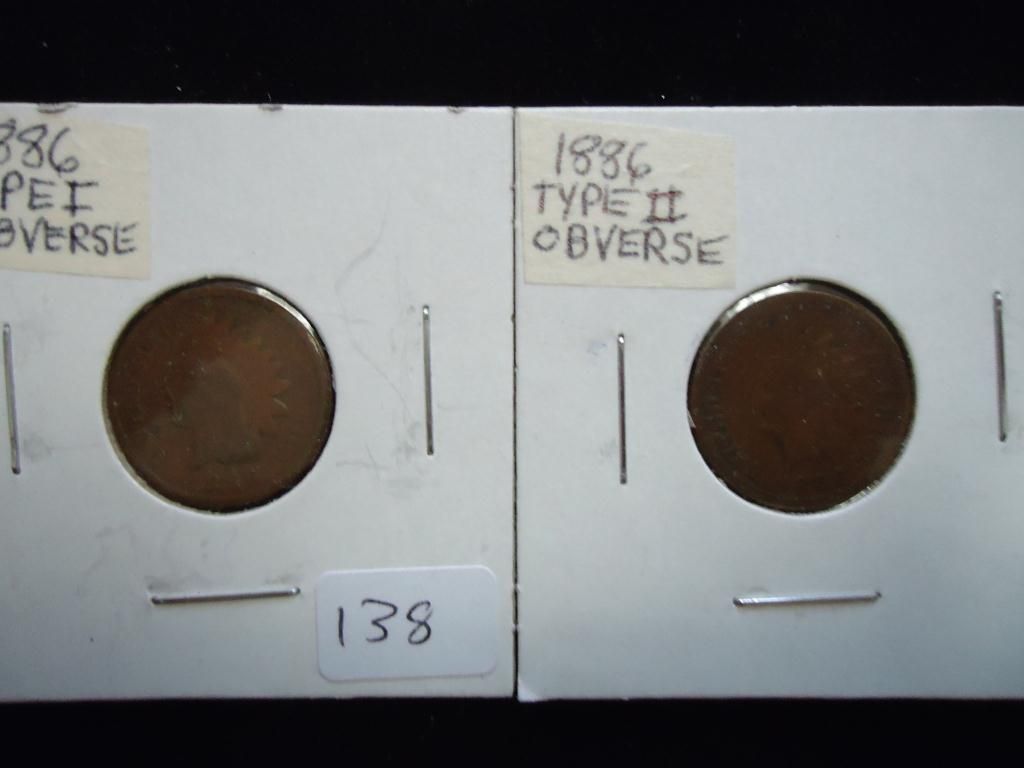 886
PE I
BVERSE
1886
TYPE II
OBVERSE
138